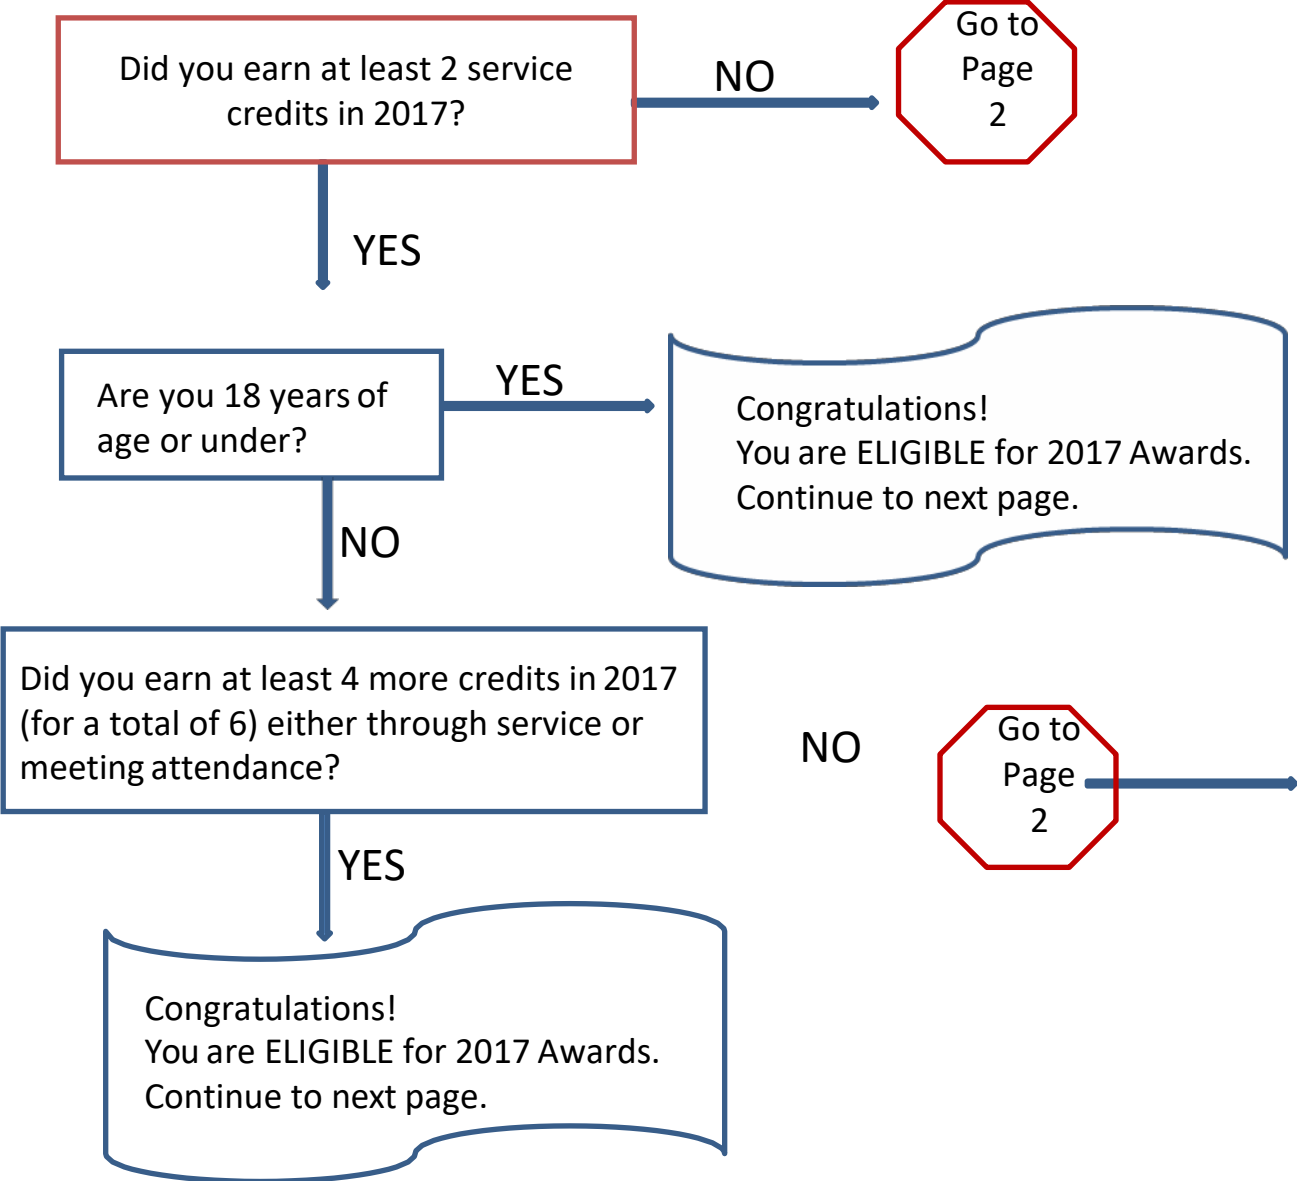 Did you earn at least 2 service
credits in 2017?
NO
Go to
Page
2
YES
Are you 18 years of
age or under?
YES
Congratulations!
You are ELIGIBLE for 2017 Awards.
Continue to next page.
NO
Did you earn at least 4 more credits in 2017
(for a total of 6) either through service or
meeting attendance?
NO
Go to
Page
2
YES
Congratulations!
You are ELIGIBLE for 2017 Awards.
Continue to next page.